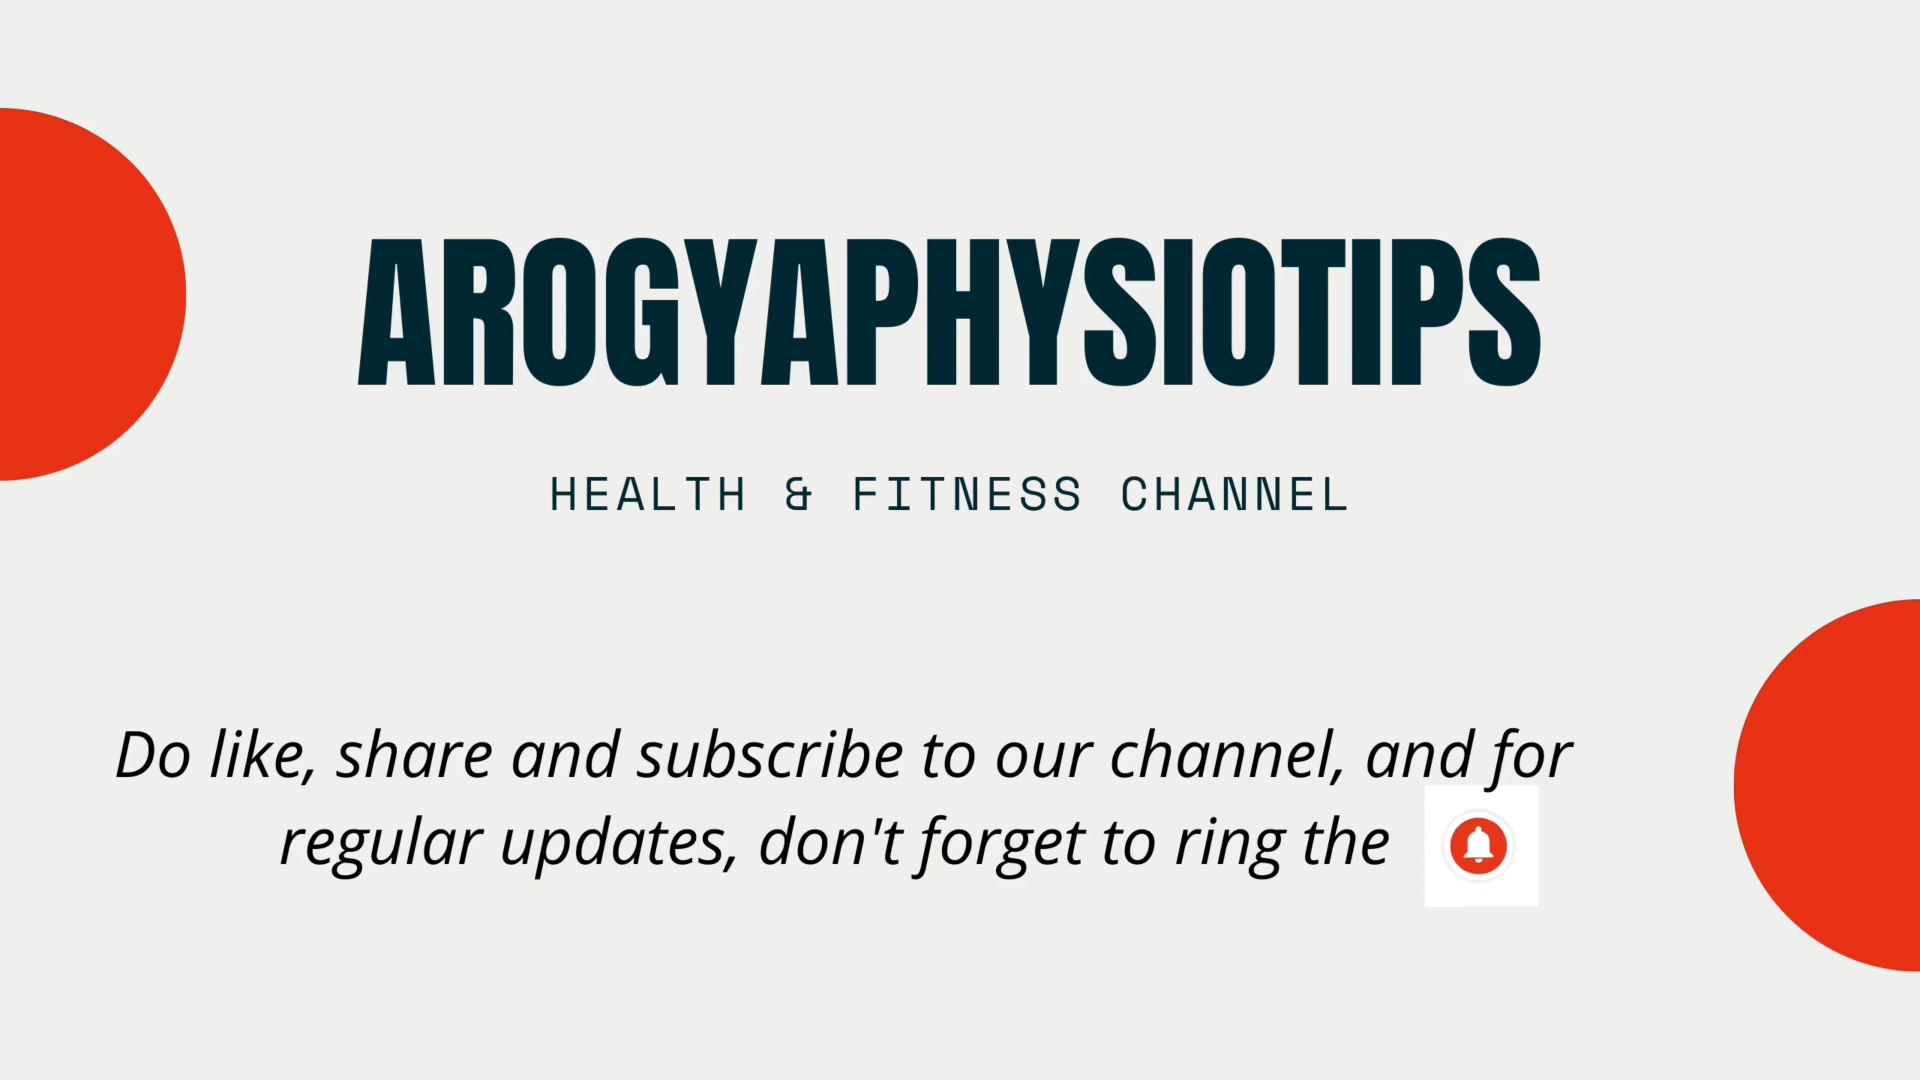 AROGYAPHYSIOTIPS
HEALTH & FITNESS CHANNEL
Do like, share and subscribe to our channel, and for
regular updates, don't forget to ring the